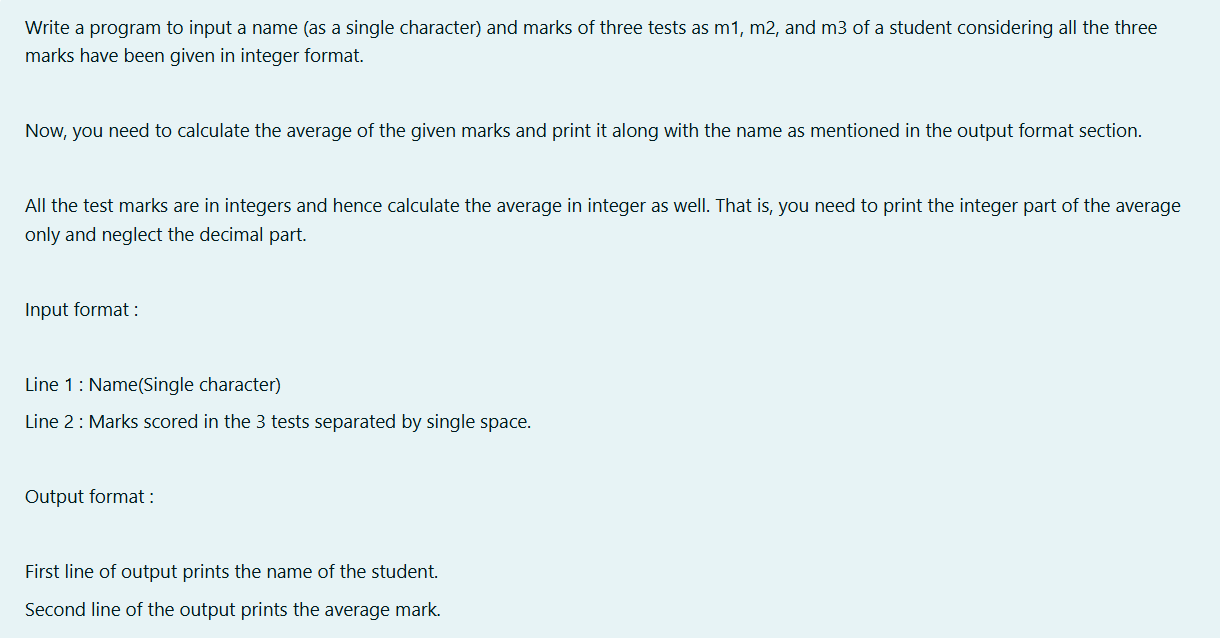 Write a program to input a name (as a single character) and marks of three tests as m1, m2, and m3 of a student considering all the three
marks have been given in integer format.
Now, you need to calculate the average of the given marks and print it along with the name as mentioned in the output format section.
All the test marks are in integers and hence calculate the average in integer as well. That is, you need to print the integer part of the average
only and neglect the decimal part.
Input format :
Line 1 : Name(Single character)
Line 2 : Marks scored in the 3 tests separated by single space.
Output format :
First line of output prints the name of the student.
Second line of the output prints the average mark.